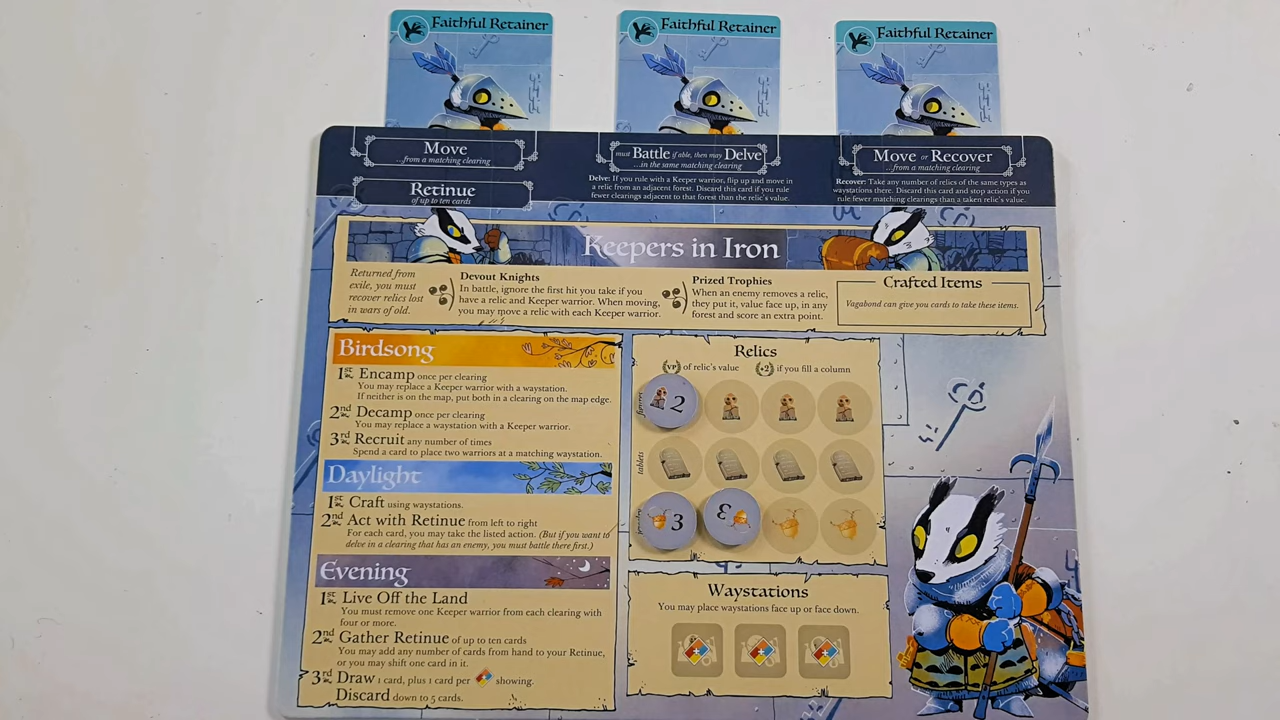 Faithful Retainer
Faithful Retainer
Faithful Retainer
Move
...from a matching clearing
Retinue
of up to ten cards
must Battle if able, then may Delve
...in the same matching clearing
Delve: If you rule with a Keeper warrior, flip up and move
in a relic from an adjacent forest. Discard this card if you rule
fewer clearings adjacent to that forest than the relic's value.
Move or Recover
...from a matching clearing
Recover: Take any number of relics of the same types as
waystations there. Discard this card and stop action if you
rule fewer matching clearings than a taken relic's value.
Keepers in Iron
Returned from
exile, you must
recover relics lost
in wars of old.
Devout Knights
In battle, ignore the first hit you take if you
have a relic and Keeper warrior. When moving,
you may move a relic with each Keeper warrior.
Prized Trophies
When an enemy removes a relic,
they put it, value face up, in any
forest and score an extra point.
Crafted Items
Vagabond can give you cards to take these items.
Birdsong
1st Encamp once per clearing
You may replace a Keeper warrior with a waystation.
If neither is on the map, put both in a clearing on the map edge.
2nd Decamp once per clearing
You may replace a waystation with a Keeper warrior.
3rd Recruit any number of times
Spend a card to place two warriors at a matching waystation.
Daylight
1st Craft using waystations.
2nd Act with Retinue from left to right
For each card, you may take the listed action. (But if you want to
delve in a clearing that has an enemy, you must battle there first.)
Evening
1st Live Off the Land
You must remove one Keeper warrior from each clearing with
four or more.
2nd Gather Retinue of up to ten cards
You may add any number of cards from hand to your Retinue,
or you may shift one card in it.
3rd Draw 1 card, plus 1 card per showing.
Discard down to 5 cards.
Relics
VP of relic's value +2 if you fill a column
2
tablets
3
3
Waystations
You may place waystations face up or face down.